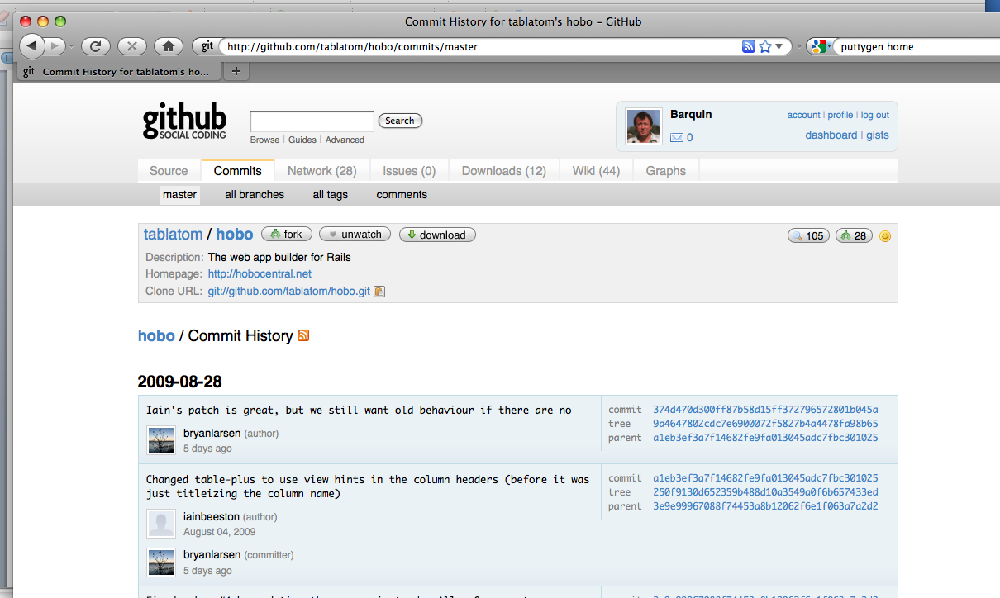 Commit History for tablatom's hobo – GitHub
git http://github.com/tablatom/hobo/commits/master puttygen home
git Commit History for tablatom's ho... +
github
SOCIAL CODING
Search
Browse | Guides | Advanced
Barquin account | profile | log out
0 dashboard | gists
Source Commits Network (28) Issues (0) Downloads (12) Wiki (44) Graphs
master all branches all tags comments
tablatom / hobo fork unwatch download 105 28
Description: The web app builder for Rails
Homepage: http://hobocentral.net
Clone URL: git://github.com/tablatom/hobo.git
hobo / Commit History
2009-08-28
Iain's patch is great, but we still want old behaviour if there are no
commit 374d470d300ff87b58d15ff372796572801b045a
tree 9a4647802cdc7e6900072f5827b4a4478fa98b65
parent a1eb3ef3a7f14682fe9fa013045adc7fbc301025
bryanlarsen (author)
5 days ago
Changed table-plus to use view hints in the column headers (before it was
just titleizing the column name)
commit a1eb3ef3a7f14682fe9fa013045adc7fbc301025
tree 250f9130d652359b488d10a3549a0f6b657433ed
parent 3e9e99967088f74453a8b12062f6e1f063a7a2d2
iainbeeston (author)
August 04, 2009
bryanlarsen (committer)
5 days ago